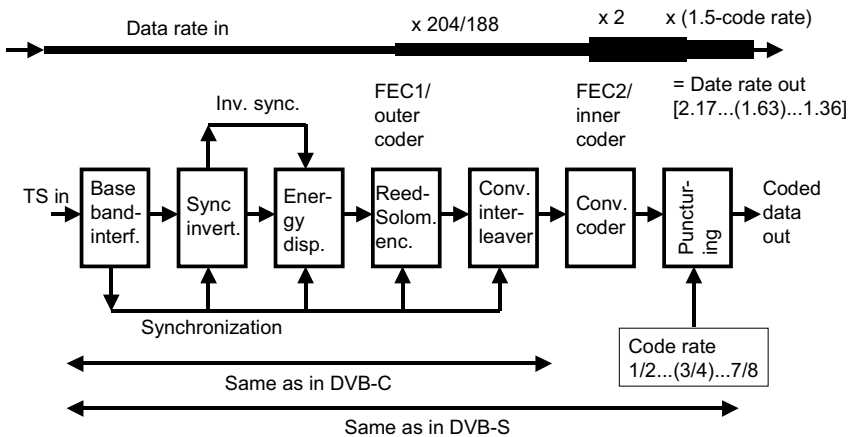 Data rate in
x 204/188
x 2
x (1.5-code rate)
= Date rate out
[2.17...(1.63)...1.36]
Inv. sync.
FEC1/
outer
coder
FEC2/
inner
coder
TS in
Base
band-
interf.
Sync
invert.
Ener-
gy
disp.
Reed-
Solom.
enc.
Conv.
inter-
leaver
Conv.
coder
Punctur-
ing
Coded
data
out
Synchronization
Code rate
1/2...(3/4)...7/8
Same as in DVB-C
Same as in DVB-S